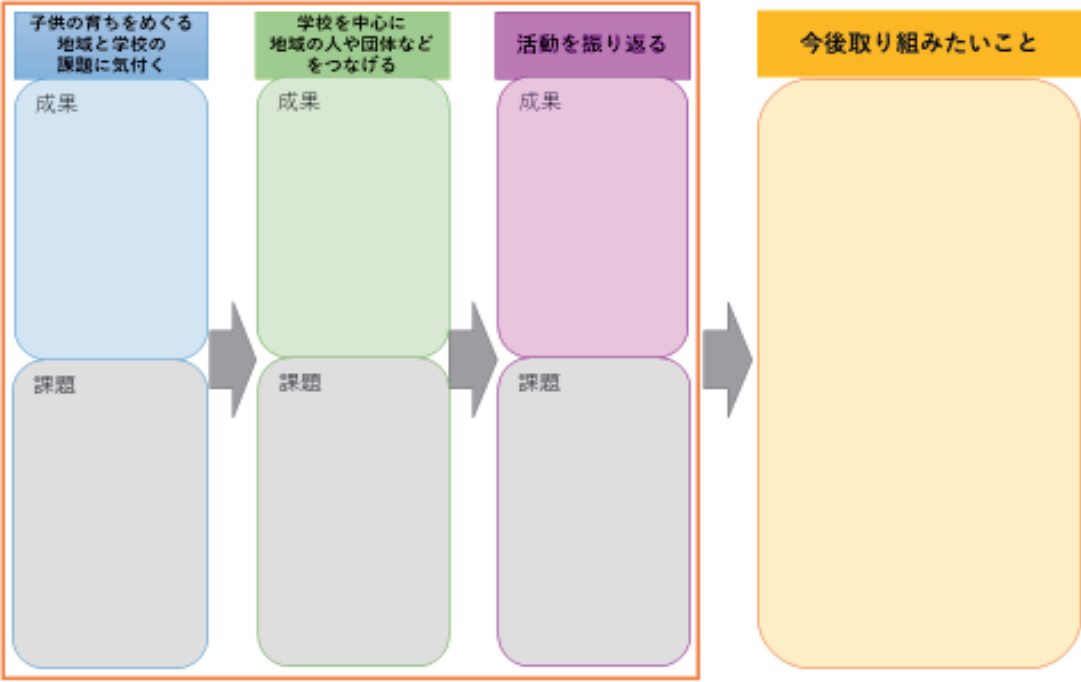 子供の育ちをめぐる
地域と学校の
課題に気付く
学校を中心に
地域の人や団体など
をつなげる
活動を振り返る
今後取り組みたいこと
成果
成果
成果
課題
課題
課題